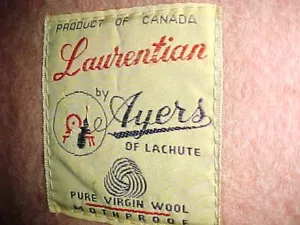 PRODUCT OF CANADA
Laurentian
by
Ayers
OF LACHUTE
PURE VIRGIN WOOL
MOTHPROOF